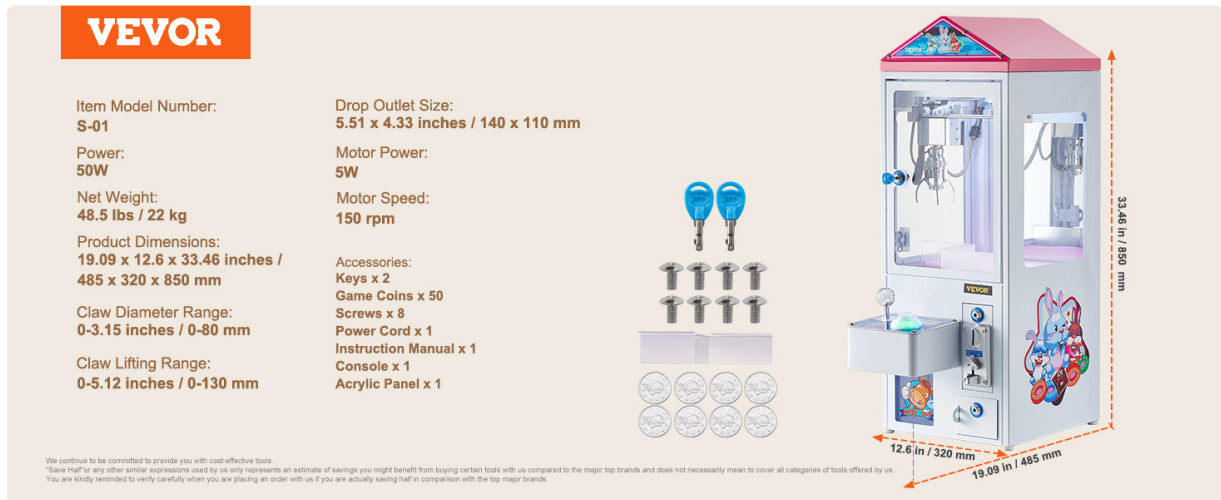 VEVOR
Item Model Number:
S-01
Power:
50W
Net Weight:
48.5 lbs / 22 kg
Product Dimensions:
19.09 x 12.6 x 33.46 inches /
485 x 320 x 850 mm
Claw Diameter Range:
0-3.15 inches / 0-80 mm
Claw Lifting Range:
0-5.12 inches / 0-130 mm
Drop Outlet Size:
5.51 x 4.33 inches / 140 x 110 mm
Motor Power:
5W
Motor Speed:
150 rpm
Accessories:
Keys x 2
Game Coins x 50
Screws x 8
Power Cord x 1
Instruction Manual x 1
Console x 1
Acrylic Panel x 1
VEVOR
VEVOR
33.46 in / 850 mm
12.6 in / 320 mm
19.09 in / 485 mm
We continue to be committed to provide you with cost-effective tools.
"Save Half"or any other similar expressions used by us only represents an estimate of savings you might benefit from buying certain tools with us compared to the major top brands and does not necessarily mean to cover all categories of tools offered by us.
You are kindly reminded to verify carefully when you are placing an order with us if you are actually saving half in comparison with the top major brands.